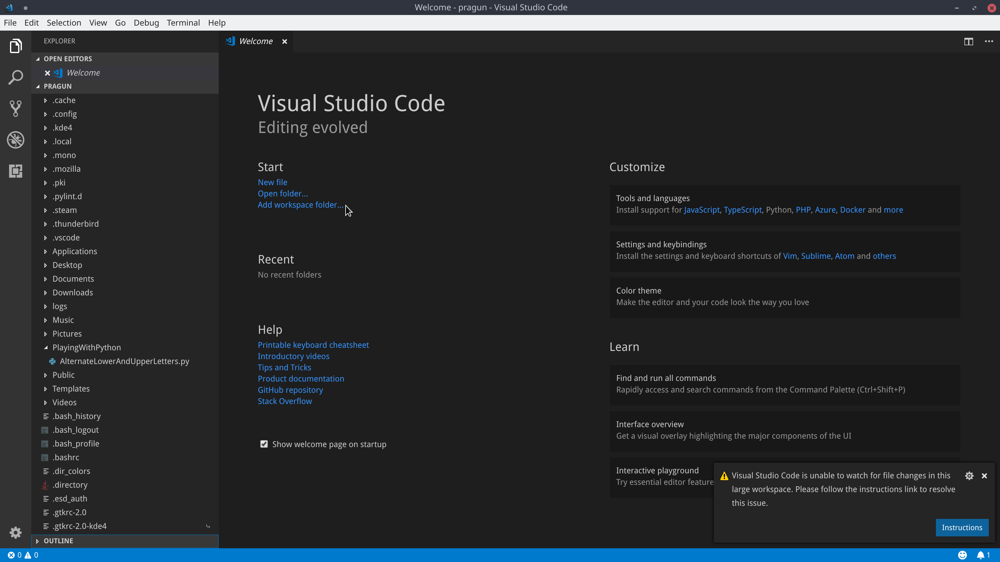 Welcome - pragun - Visual Studio Code
File Edit Selection View Go Debug Terminal Help
EXPLORER
OPEN EDITORS
Welcome
PRAGUN
.cache
.config
.kde4
.local
.mono
.mozilla
.pki
.pylint.d
.steam
.thunderbird
.vscode
Applications
Desktop
Documents
Downloads
logs
Music
Pictures
PlayingWithPython
AlternateLowerAndUpperLetters.py
Public
Templates
Videos
.bash_history
.bash_logout
.bash_profile
.bashrc
.dir_colors
.directory
.esd_auth
.gtkrc-2.0
.gtkrc-2.0-kde4
OUTLINE
Welcome
Visual Studio Code
Editing evolved
Start
New file
Open folder...
Add workspace folder...
Recent
No recent folders
Help
Printable keyboard cheatsheet
Introductory videos
Tips and Tricks
Product documentation
GitHub repository
Stack Overflow
Show welcome page on startup
Customize
Tools and languages
Install support for JavaScript, TypeScript, Python, PHP, Azure, Docker and more
Settings and keybindings
Install the settings and keyboard shortcuts of Vim, Sublime, Atom and others
Color theme
Make the editor and your code look the way you love
Learn
Find and run all commands
Rapidly access and search commands from the Command Palette (Ctrl+Shift+P)
Interface overview
Get a visual overlay highlighting the major components of the UI
Interactive playground
Try essential editor feature
Visual Studio Code is unable to watch for file changes in this
large workspace. Please follow the instructions link to resolve
this issue.
Instructions
0 0
1